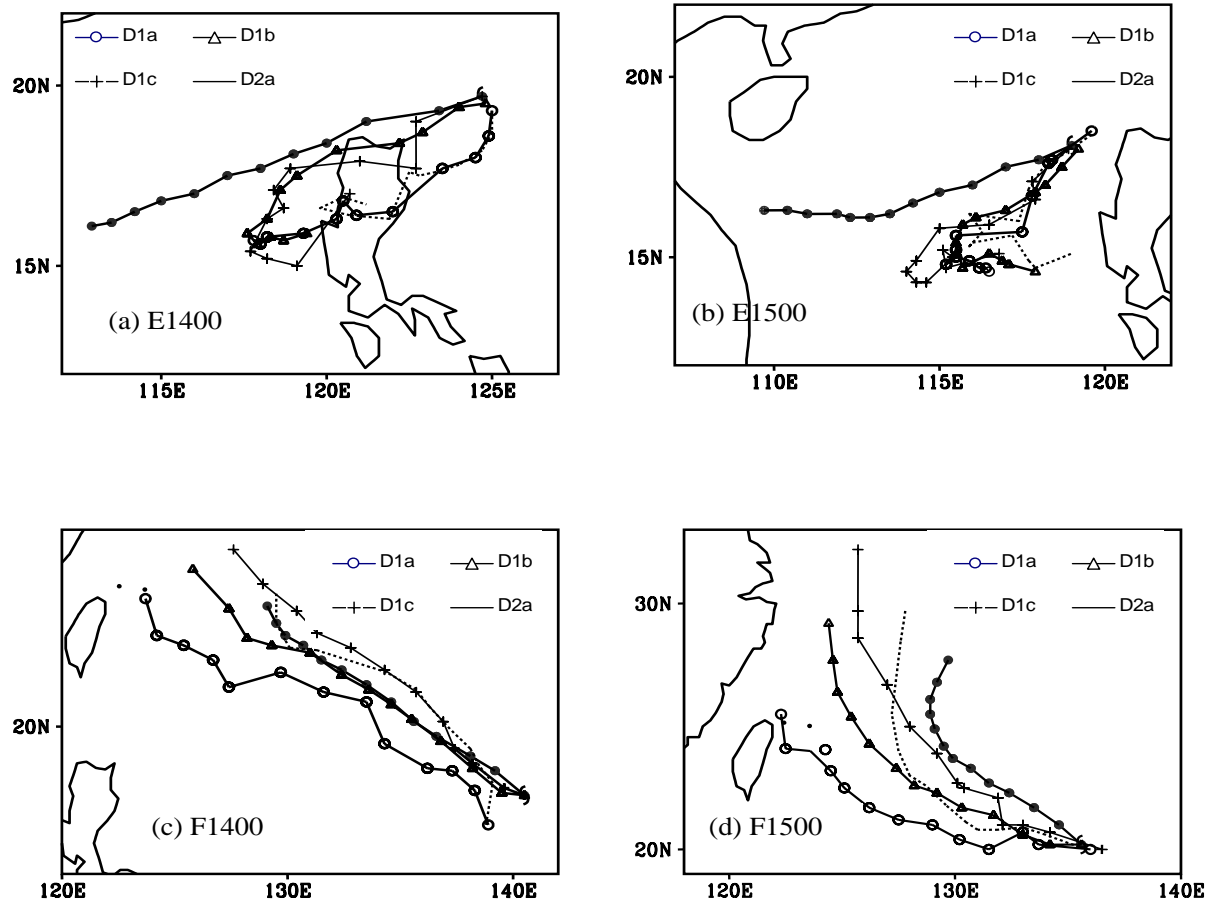 D1a D1b
D1c D2a
20N
15N
(a) E1400
115E 120E 125E
D1a D1b
D1c D2a
20N
15N
(b) E1500
110E 115E 120E
D1a D1b
D1c D2a
20N
(c) F1400
120E 130E 140E
D1a D1b
D1c D2a
30N
20N
(d) F1500
120E 130E 140E